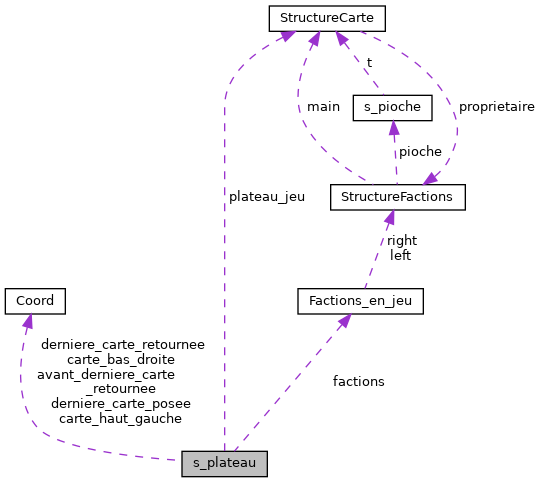 StructureCarte
t
main
s_pioche
proprietaire
pioche
plateau_jeu
StructureFactions
right
left
Coord
Factions_en_jeu
derniere_carte_retournee
carte_bas_droite
avant_derniere_carte
_retournee
derniere_carte_posee
carte_haut_gauche
factions
s_plateau